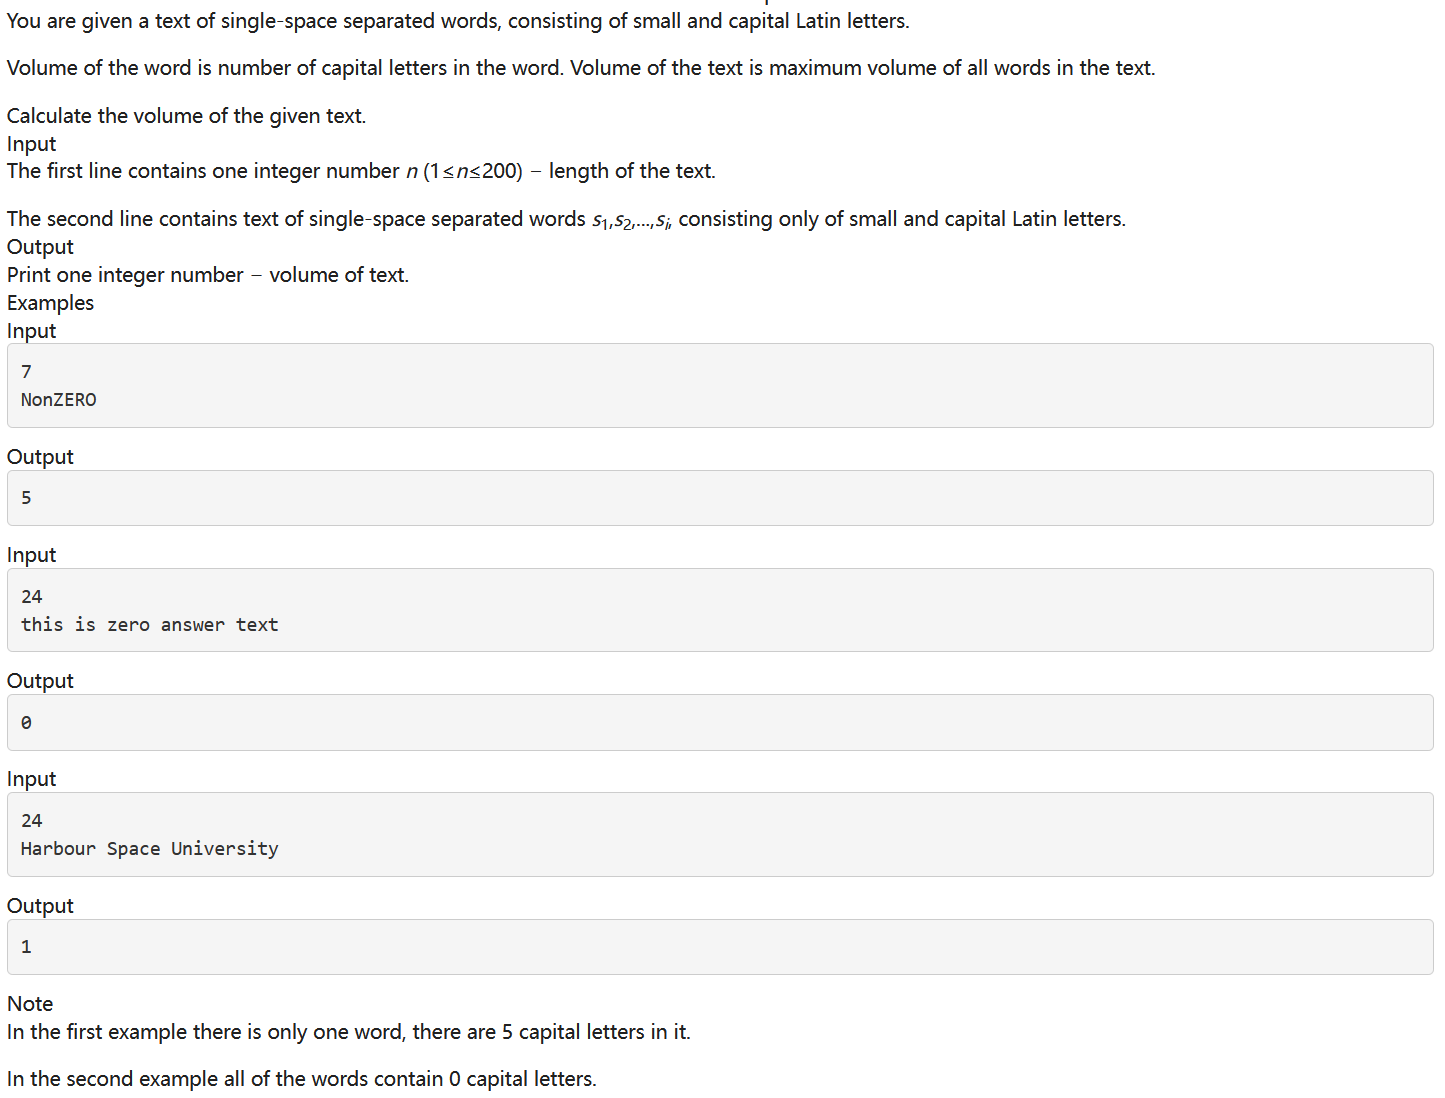 You are given a text of single-space separated words, consisting of small and capital Latin letters.
Volume of the word is number of capital letters in the word. Volume of the text is maximum volume of all words in the text.
Calculate the volume of the given text.
Input
The first line contains one integer number n (1≤n≤200) – length of the text.
The second line contains text of single-space separated words s1,s2,...,si, consisting only of small and capital Latin letters.
Output
Print one integer number – volume of text.
Examples
Input
7
NonZERO
Output
5
Input
24
this is zero answer text
Output
0
Input
24
Harbour Space University
Output
1
Note
In the first example there is only one word, there are 5 capital letters in it.
In the second example all of the words contain 0 capital letters.